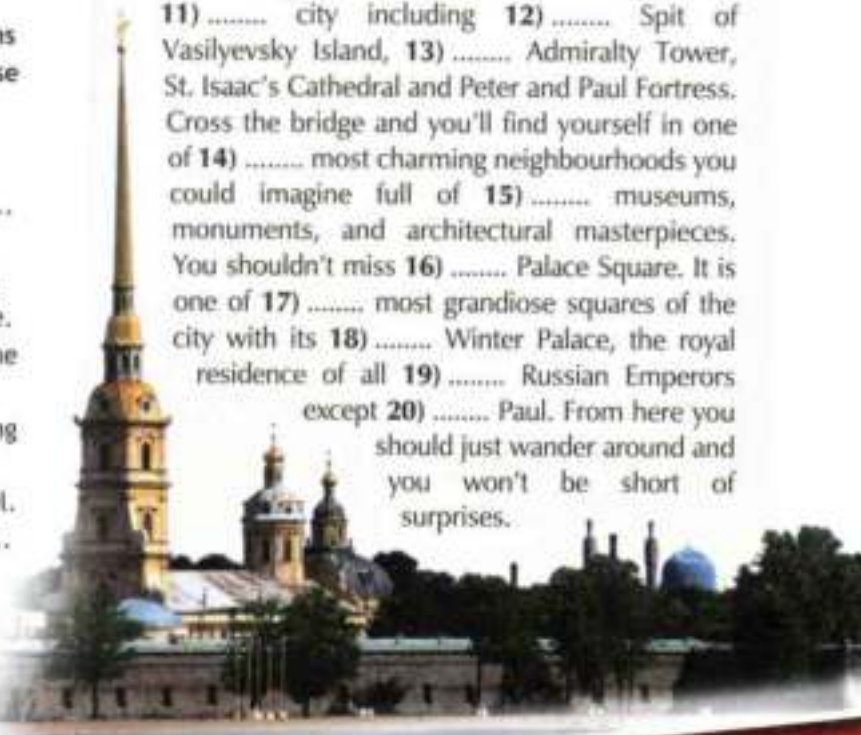 11) ........ city including 12) ........ Spit of
Vasilyevsky Island, 13) ........ Admiralty Tower,
St. Isaac's Cathedral and Peter and Paul Fortress.
Cross the bridge and you'll find yourself in one
of 14) ........ most charming neighbourhoods you
could imagine full of 15) ........ museums,
monuments, and architectural masterpieces.
You shouldn't miss 16) ........ Palace Square. It is
one of 17) ........ most grandiose squares of the
city with its 18) ........ Winter Palace, the royal
residence of all 19) ........ Russian Emperors
except 20) ........ Paul. From here you
should just wander around and
you won't be short of
surprises.